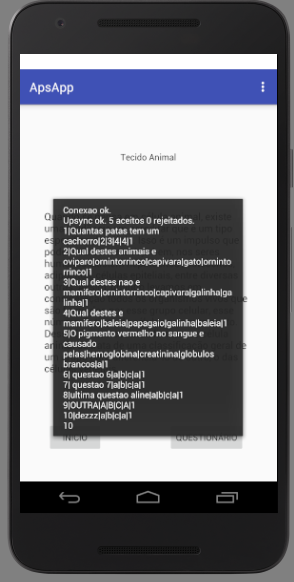 ApsApp
Tecido Animal
Conexao ok.
Upsync ok. 5 aceitos 0 rejeitados.
1|Quantas patas tem um
cachorro|2|3|4|4|1
2|Qual destes animais e
oviparo|ornintorrinco|capivara|gato|orninto
rrinco|1
3|Qual destes nao e
mamifero|ornintorrinco|capivara|galinha|ga
linha|1
4|Qual destes e
mamifero|baleia|papagaio|galinha|baleia|1
5|O pigmento vermelho no sangue e
causado
pelas|hemoglobina|creatinina|globulos
brancos|a|1
6| questao 6|a|b|c|a|1
7| questao 7|a|b|c|a|1
8|ultima questao aline|a|b|c|a|1
9|OUTRA|A|B|C|A|1
10|dezzz|a|b|c|a|1
10
INICIO
QUESTIONARIO